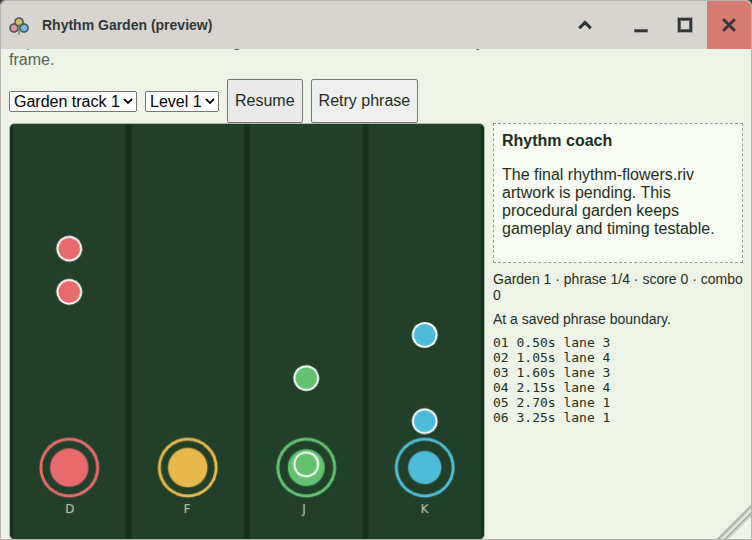 Rhythm Garden (preview)
frame.
Garden track 1 Level 1 Resume Retry phrase
Rhythm coach
The final rhythm-flowers.riv
artwork is pending. This
procedural garden keeps
gameplay and timing testable.
Garden 1 · phrase 1/4 · score 0 · combo
0
At a saved phrase boundary.
01 0.50s lane 3
02 1.05s lane 4
03 1.60s lane 3
04 2.15s lane 4
05 2.70s lane 1
06 3.25s lane 1
D F J K